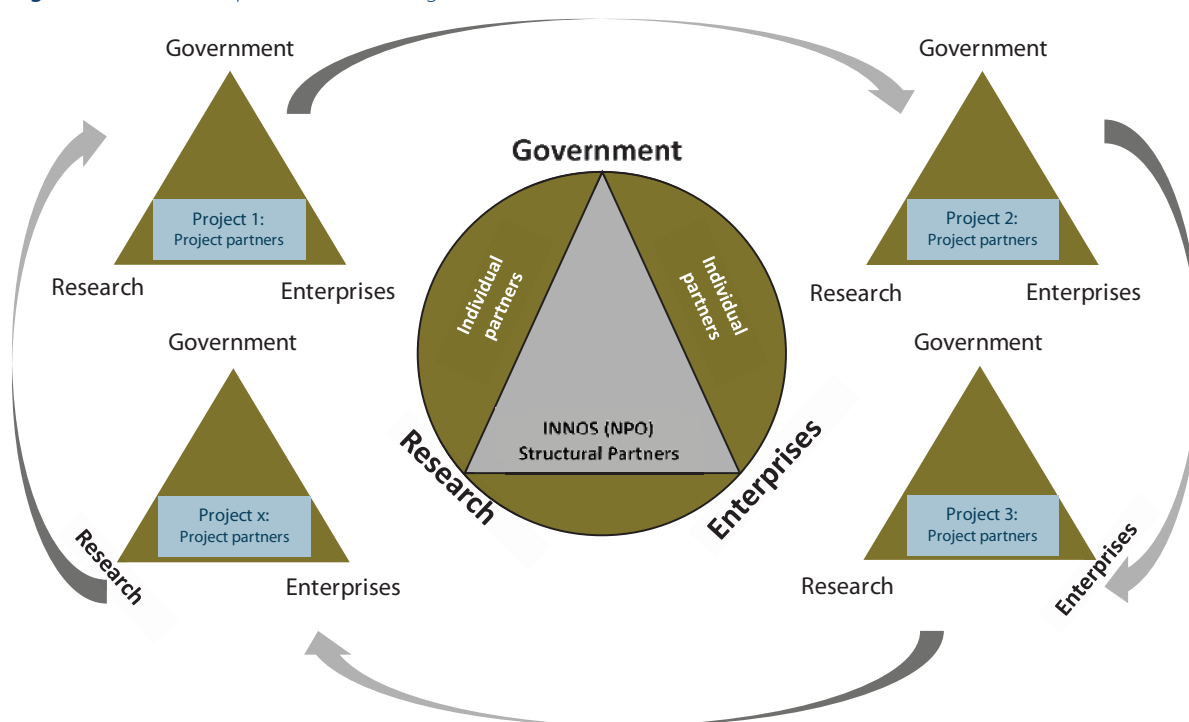 Government
Project 1:
Project partners
Research
Enterprises
Government
Project 2:
Project partners
Research
Enterprises
Government
Individual
partners
Individual
partners
INNOS (NPO)
Structural Partners
Research
Enterprises
Government
Project x:
Project partners
Research
Enterprises
Government
Project 3:
Project partners
Research
Enterprises